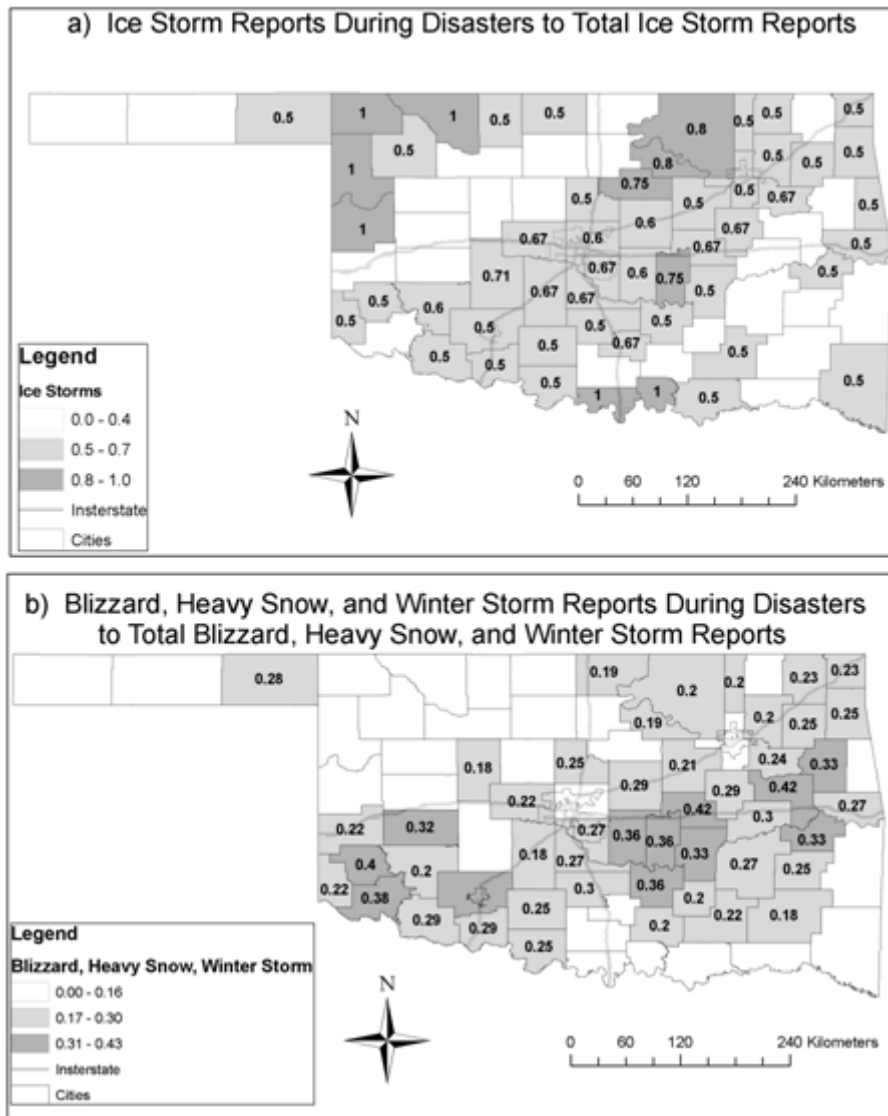 a) Ice Storm Reports During Disasters to Total Ice Storm Reports
0.5 1 1 0.5 0.5 0.8 0.5 0.5 0.5
1 0.5 0.8 0.5 0.5 0.5
0.75 0.5 0.5 0.67
1 0.5 0.6 0.67 0.5
0.67 0.6 0.67 0.5
0.71 0.67 0.6 0.75 0.5
0.5 0.6 0.67 0.67 0.5
0.5 0.5 0.5 0.5
0.5 0.5 0.67 0.5
0.5 0.5 1 1 0.5 0.5
Legend
Ice Storms
0.0 - 0.4
0.5 - 0.7
0.8 - 1.0
Insterstate
Cities
N
0 60 120 240 Kilometers
b) Blizzard, Heavy Snow, and Winter Storm Reports During Disasters
to Total Blizzard, Heavy Snow, and Winter Storm Reports
0.28 0.19 0.2 0.2 0.23 0.23
0.19 0.2 0.25 0.25
0.18 0.25 0.21 0.24 0.33
0.22 0.29 0.29 0.42 0.27
0.42 0.3
0.22 0.32 0.27 0.36 0.36 0.33 0.33
0.4 0.2 0.18 0.27 0.27 0.25
0.22 0.38 0.3 0.36 0.2
0.29 0.29 0.25 0.2 0.22 0.18
0.25
Legend
Blizzard, Heavy Snow, Winter Storm
0.00 - 0.16
0.17 - 0.30
0.31 - 0.43
Insterstate
Cities
N
0 60 120 240 Kilometers